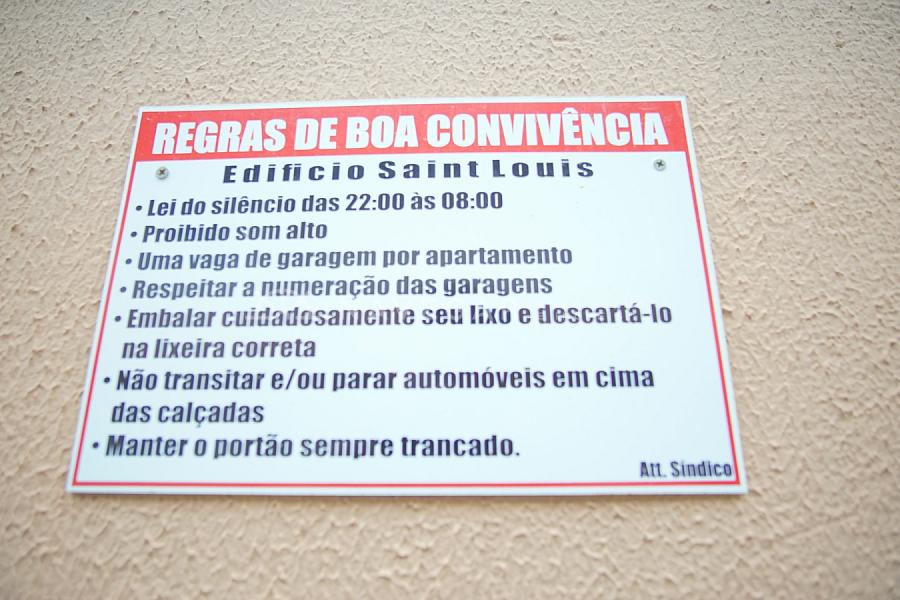 REGRAS DE BOA CONVIVÊNCIA
Edificio Saint Louis
• Lei do silêncio das 22:00 às 08:00
• Proibido som alto
• Uma vaga de garagem por apartamento
• Respeitar a numeração das garagens
• Embalar cuidadosamente seu lixo e descartá-lo
na lixeira correta
• Não transitar e/ou parar automóveis em cima
das calçadas
• Manter o portão sempre trancado.
Att. Síndico